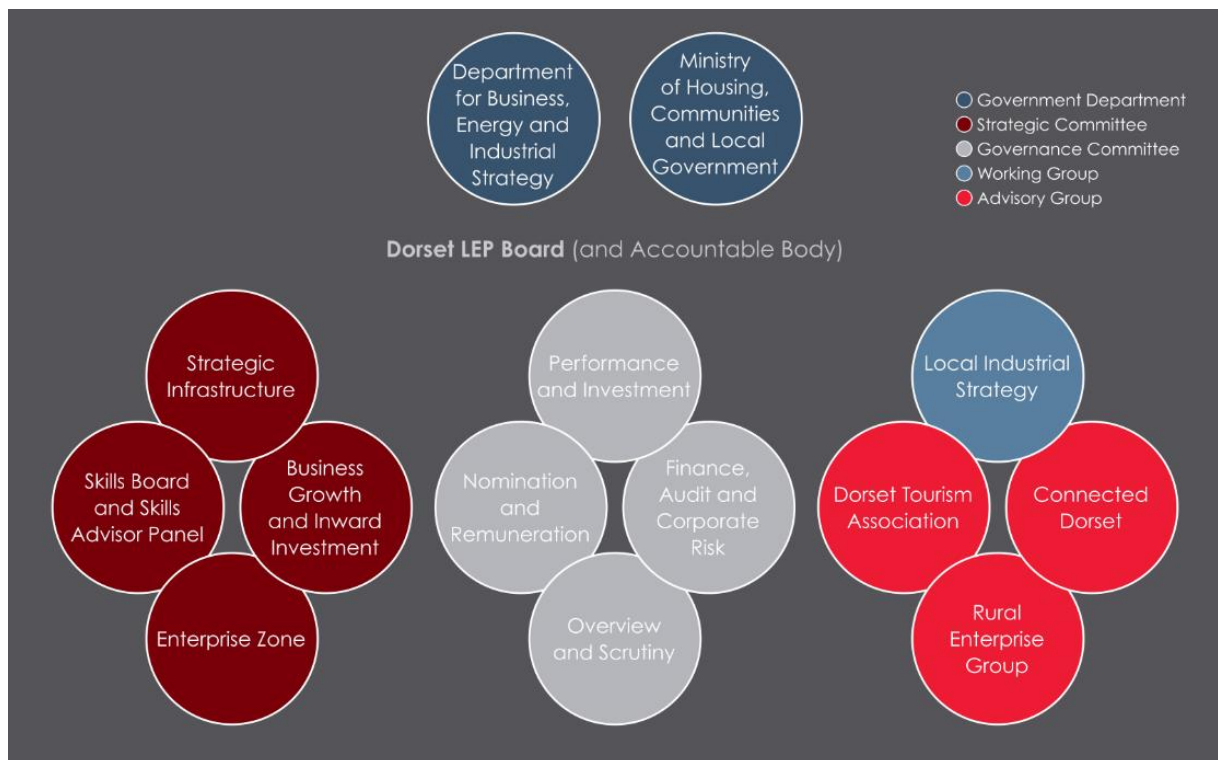 Department
for Business,
Energy and
Industrial
Strategy
Ministry
of Housing,
Communities
and Local
Government
Government Department
Strategic Committee
Governance Committee
Working Group
Advisory Group
Dorset LEP Board (and Accountable Body)
Strategic
Infrastructure
Skills Board
and Skills
Advisor Panel
Business
Growth
and Inward
Investment
Enterprise Zone
Performance
and Investment
Nomination
and
Remuneration
Finance,
Audit and
Corporate
Risk
Overview
and Scrutiny
Local Industrial
Strategy
Dorset Tourism
Association
Connected
Dorset
Rural
Enterprise
Group